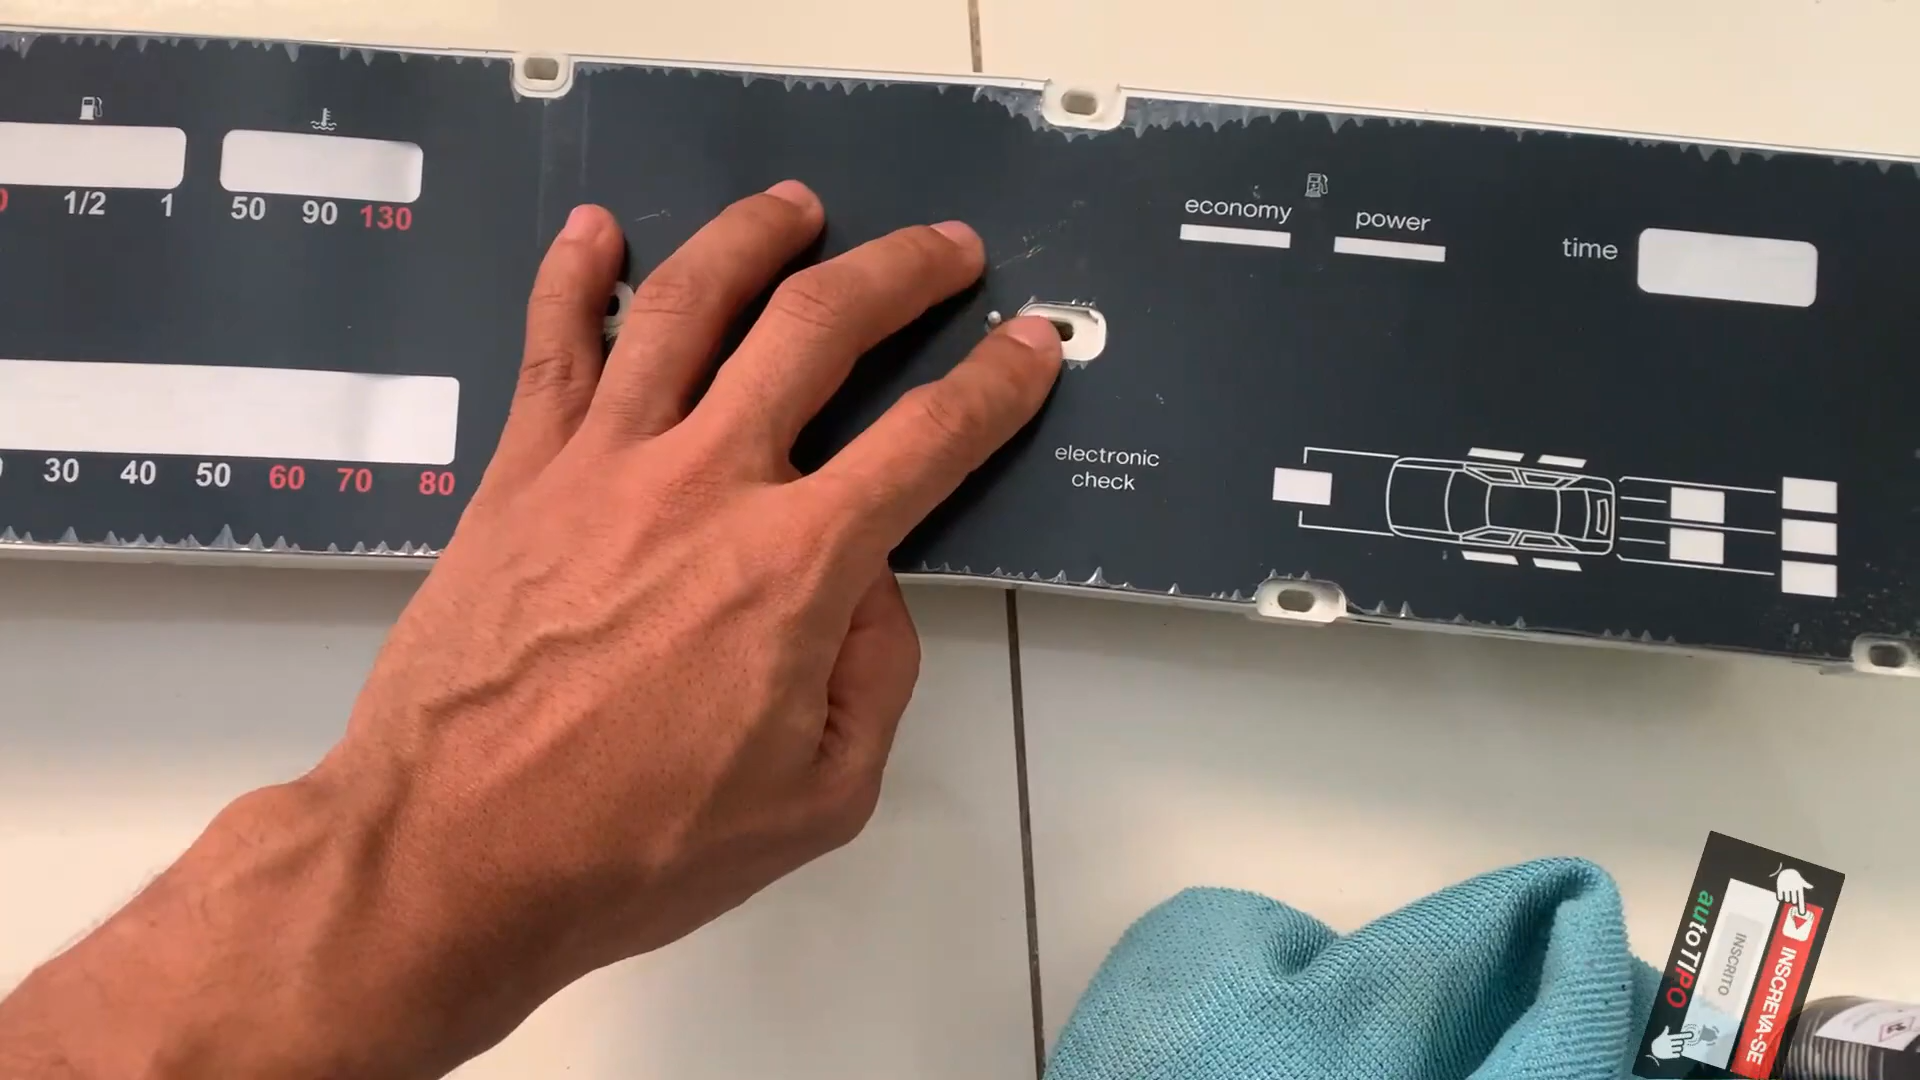 0 1/2 1
50 90 130
30 40 50 60 70 80
economy
power
time
electronic
check
autoTIPO
INSCRITO
INSCREVA-SE